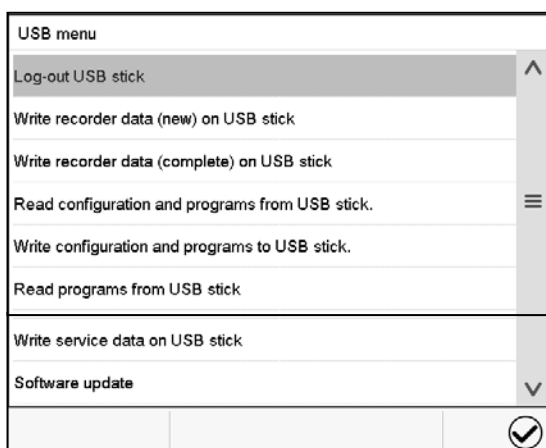 USB menu
Log-out USB stick
Write recorder data (new) on USB stick
Write recorder data (complete) on USB stick
Read configuration and programs from USB stick.
Write configuration and programs to USB stick.
Read programs from USB stick
Write service data on USB stick
Software update